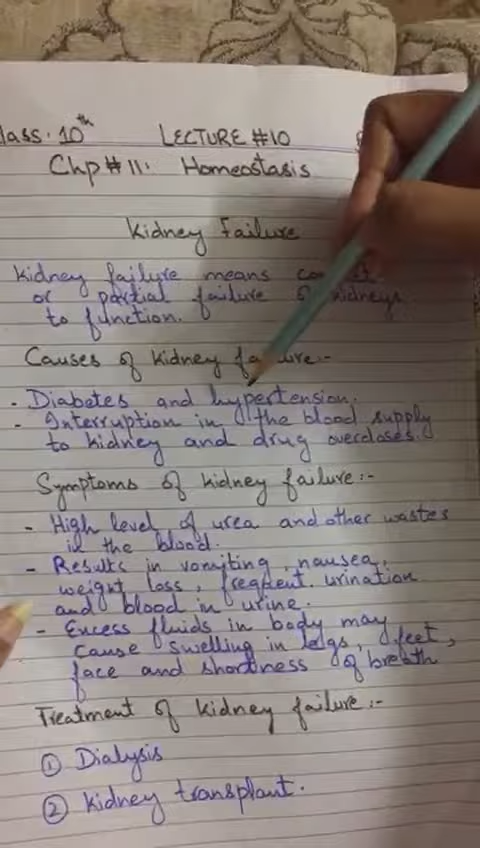 lass. 10th LECTURE #10
Chp # 11. Homeostasis
Kidney Failure
Kidney failure means
or partial failure kidneys
to function.
Causes of kidney failure:-
- Diabetes and hypertension.
- Interruption in the blood supply
to kidney and drug overdoses.
Symptoms of kidney failure:-
- High level of urea and other wastes
in the blood.
- Results in vomiting, nausea,
weight loss, frequent urination
and blood in urine.
- Excess fluids in body may
cause swelling in legs, feet,
face and shortness of breath
Treatment of kidney failure:-
① Dialysis
② Kidney transplant.